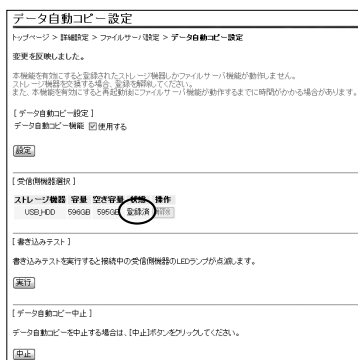 データ自動コピー設定
トップページ > 詳細設定 > ファイルサーバ設定 > データ自動コピー設定
変更を反映しました。
本機能を有効にすると登録されたストレージ機器しかファイルサーバ機能が動作しません。
ストレージ機器を交換する場合、登録を解除してください。
また、本機能を有効にすると再起動後にファイルサーバ機能が動作するまでに時間がかかる場合があります。
[ データ自動コピー設定 ]
データ自動コピー機能 使用する
設定
[ 受信側機器選択 ]
ストレージ機器 容量 空き容量 状態 操作
USB_HDD 596GB 595GB 登録済 解除
[ 書き込みテスト ]
書き込みテストを実行すると接続中の受信側機器のLEDランプが点滅します。
実行
[ データ自動コピー中止 ]
データ自動コピーを中止する場合は、[中止]ボタンをクリックしてください。
中止